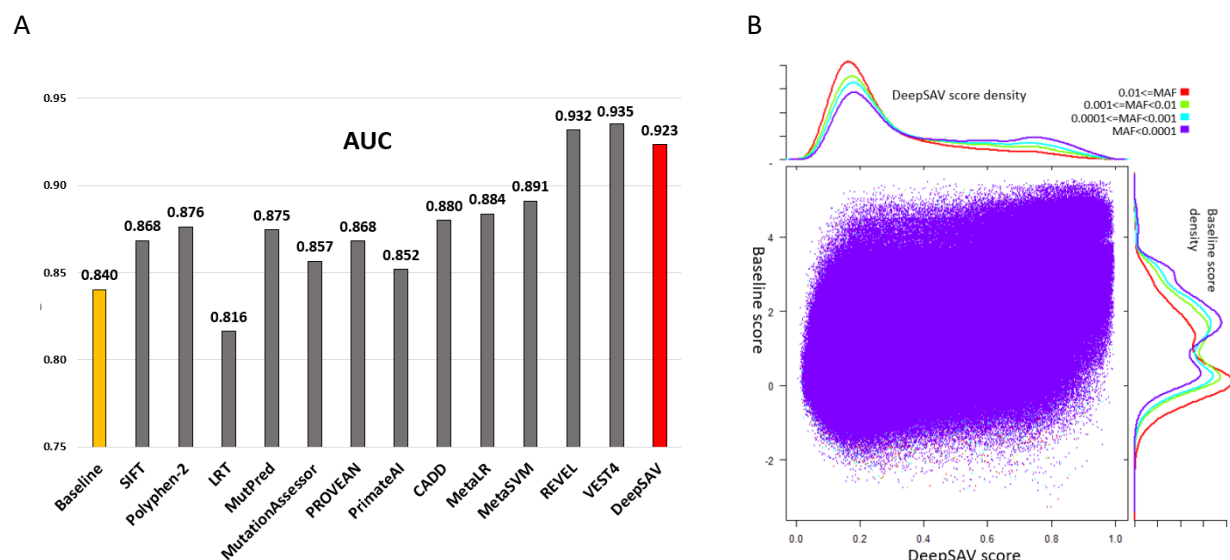 A
B
AUC
0.95
0.90
0.85
0.80
0.75
0.840
0.868
0.876
0.816
0.875
0.857
0.868
0.852
0.880
0.884
0.891
0.932
0.935
0.923
Baseline
SIFT
Polyphen-2
LRT
MutPred
MutationAssessor
PROVEAN
PrimateAI
CADD
MetaLR
MetaSVM
REVEL
VEST4
DeepSAV
DeepSAV score density
0.01<=MAF
0.001<=MAF<0.01
0.0001<=MAF<0.001
MAF<0.0001
Baseline score
4
2
0
-2
Baseline score
density
0.0 0.2 0.4 0.6 0.8 1.0
DeepSAV score